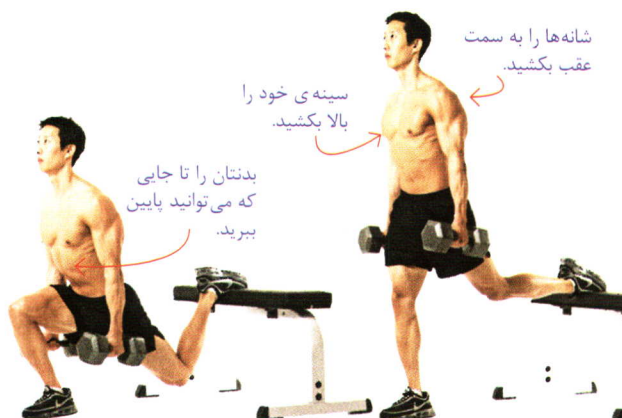 شانه‌ها را به سمت
عقب بکشید.
سینه ی خود را
بالا بکشید.
بدنتان را تا جایی
که می‌توانید پایین
ببرید.